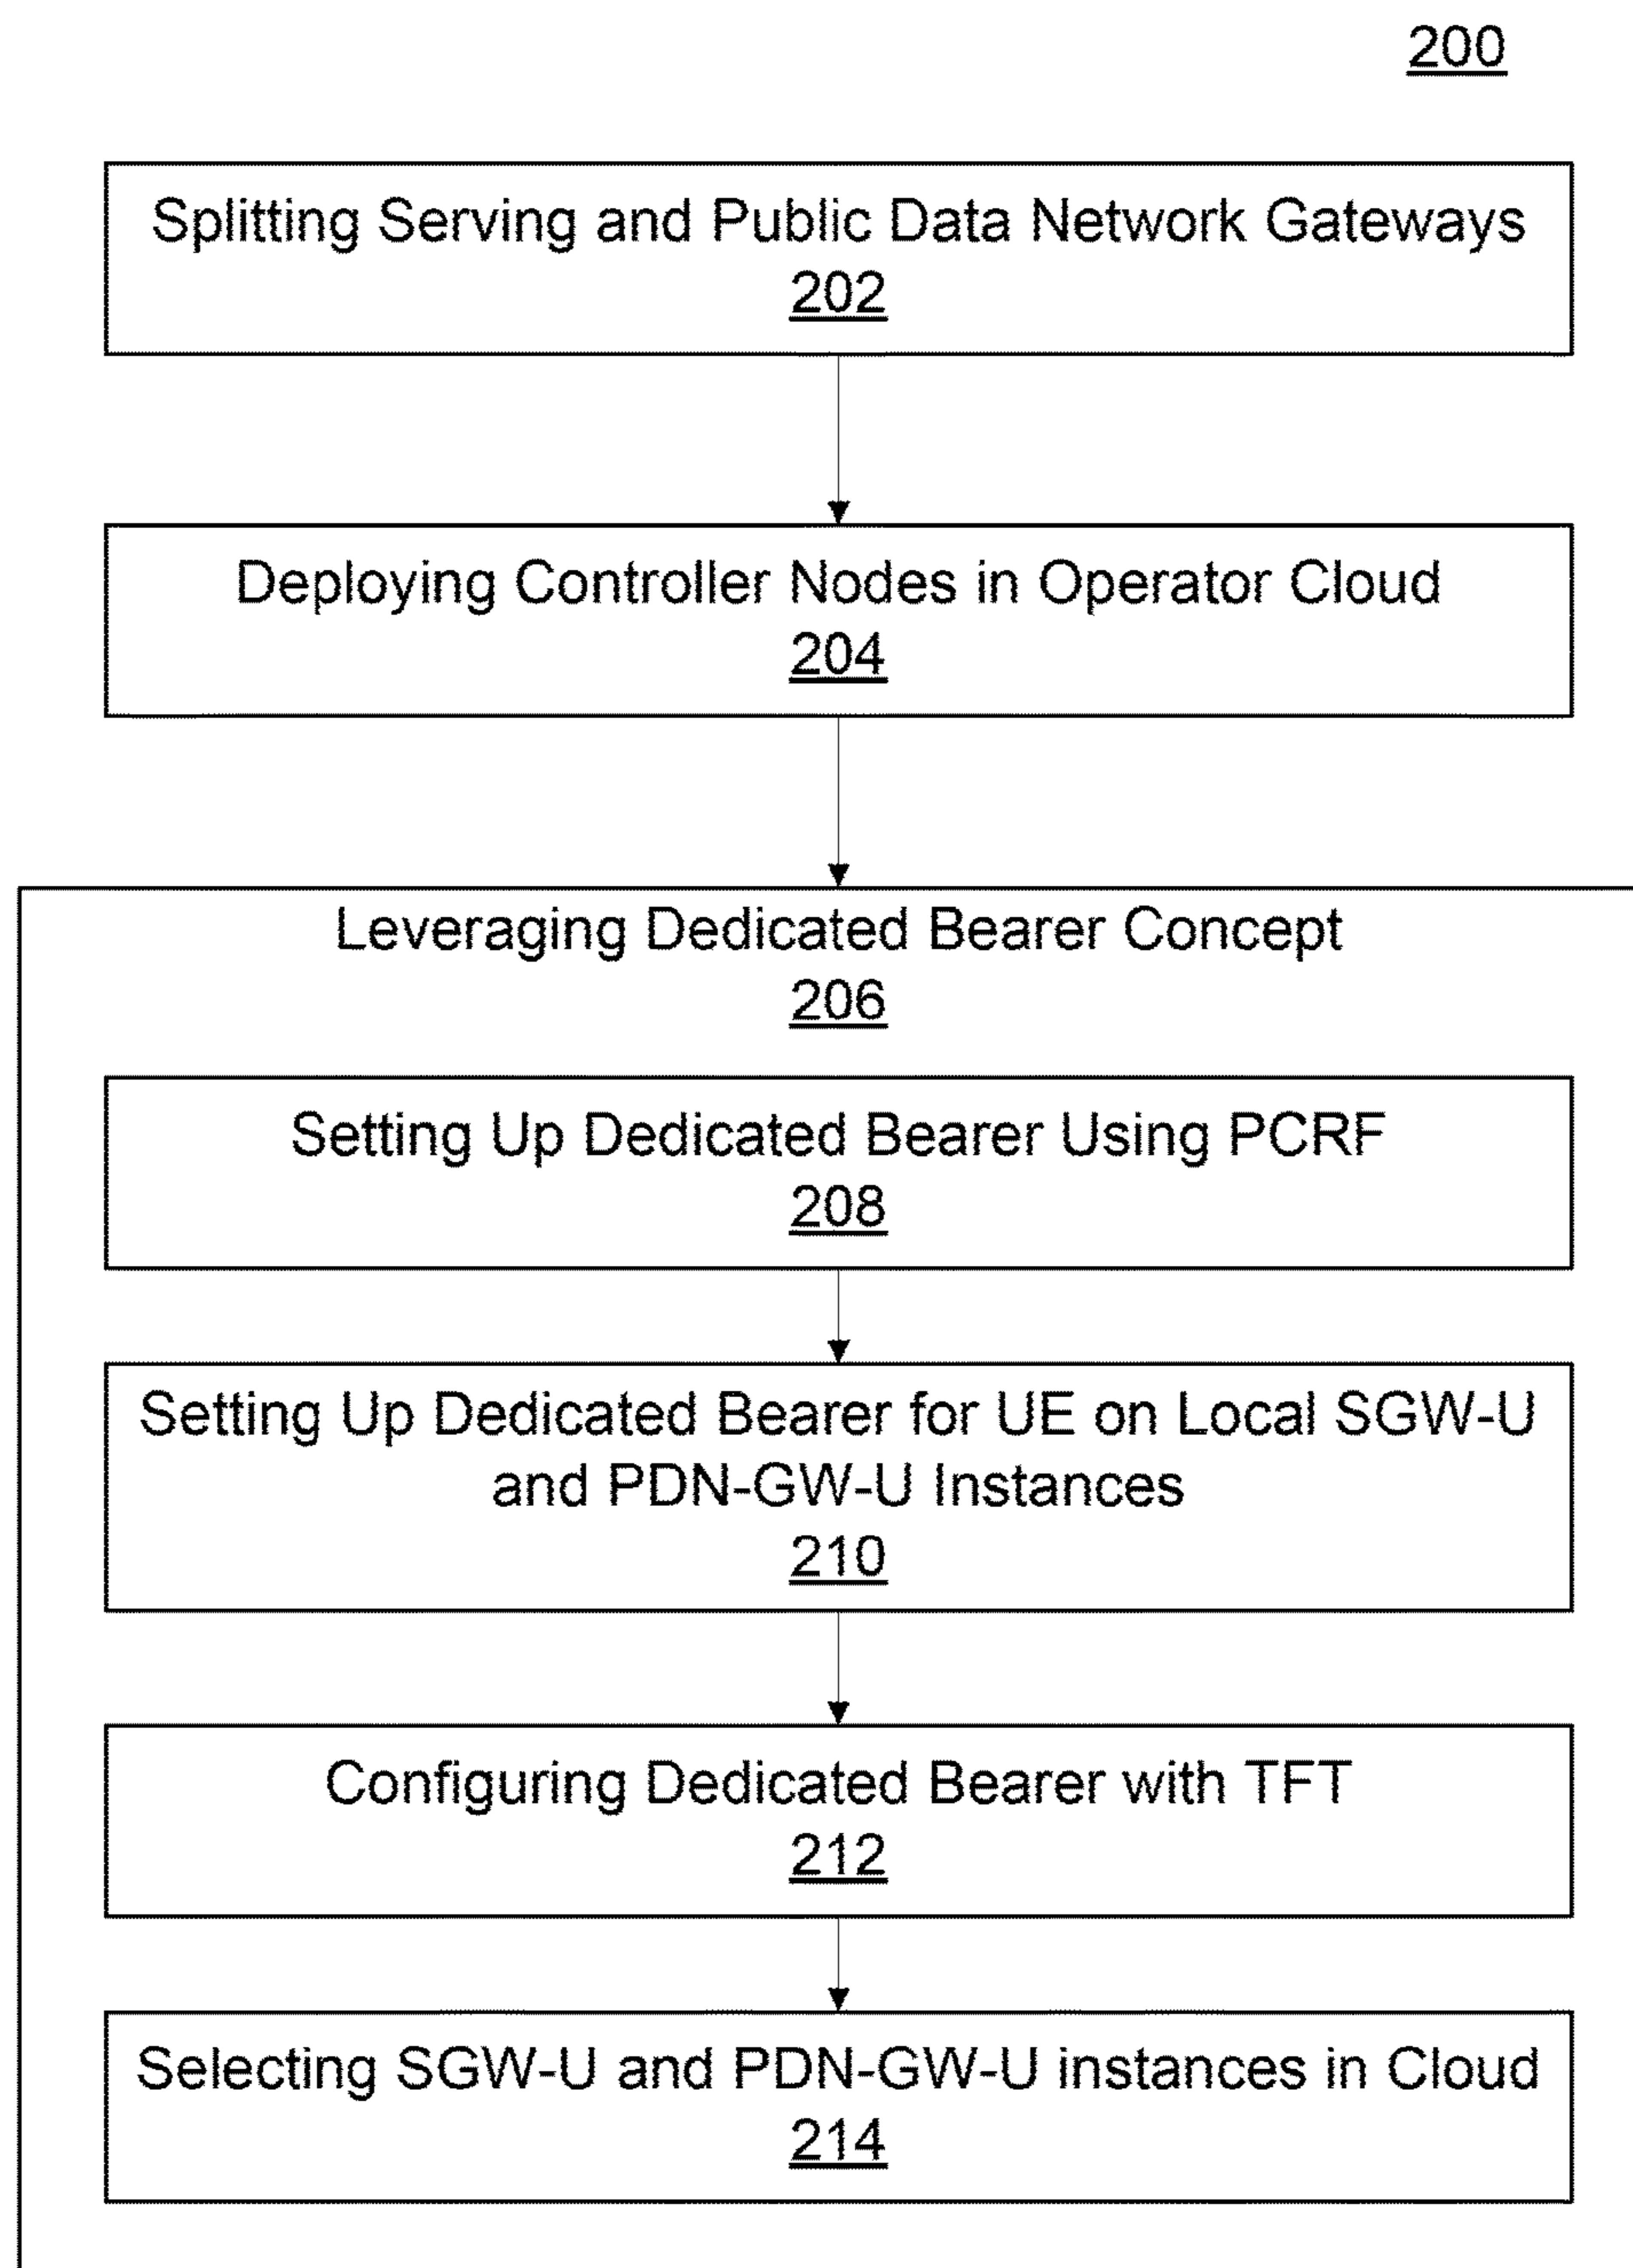 200
Splitting Serving and Public Data Network Gateways
202
Deploying Controller Nodes in Operator Cloud
204
Leveraging Dedicated Bearer Concept
206
Setting Up Dedicated Bearer Using PCRF
208
Setting Up Dedicated Bearer for UE on Local SGW-U
and PDN-GW-U Instances
210
Configuring Dedicated Bearer with TFT
212
Selecting SGW-U and PDN-GW-U instances in Cloud
214